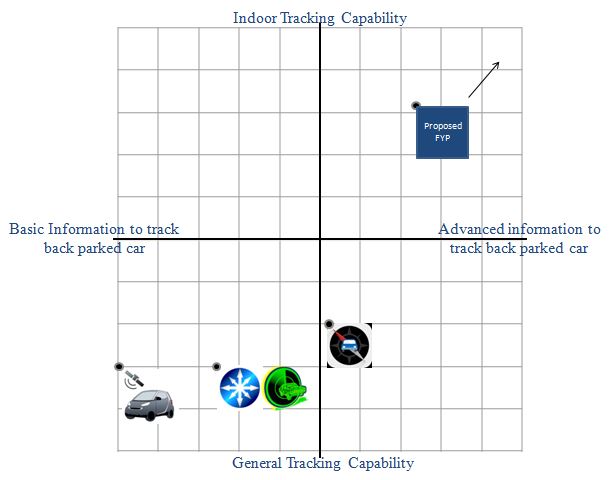 Indoor Tracking Capability
Proposed
FYP
Basic Information to track
back parked car
Advanced information to
track back parked car
General Tracking Capability